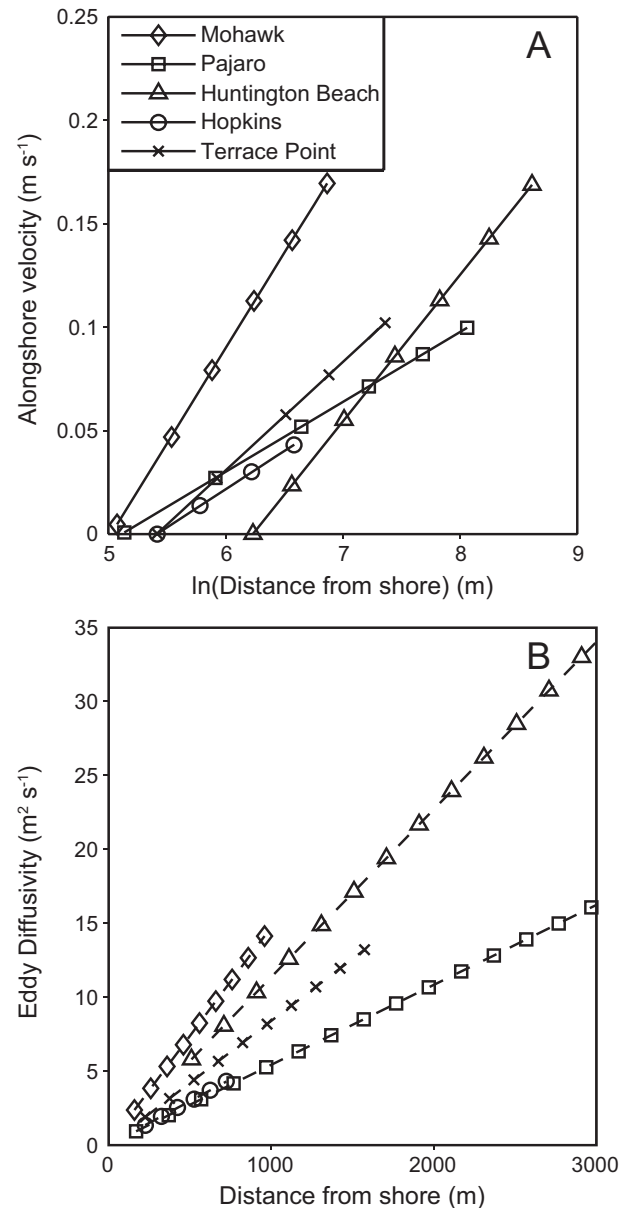 A
Mohawk
Pajaro
Huntington Beach
Hopkins
Terrace Point
0.25
0.2
0.15
0.1
0.05
0
Alongshore velocity (m s⁻¹)
5 6 7 8 9
ln(Distance from shore) (m)
B
35
30
25
20
15
10
5
0
Eddy Diffusivity (m² s⁻¹)
0 1000 2000 3000
Distance from shore (m)